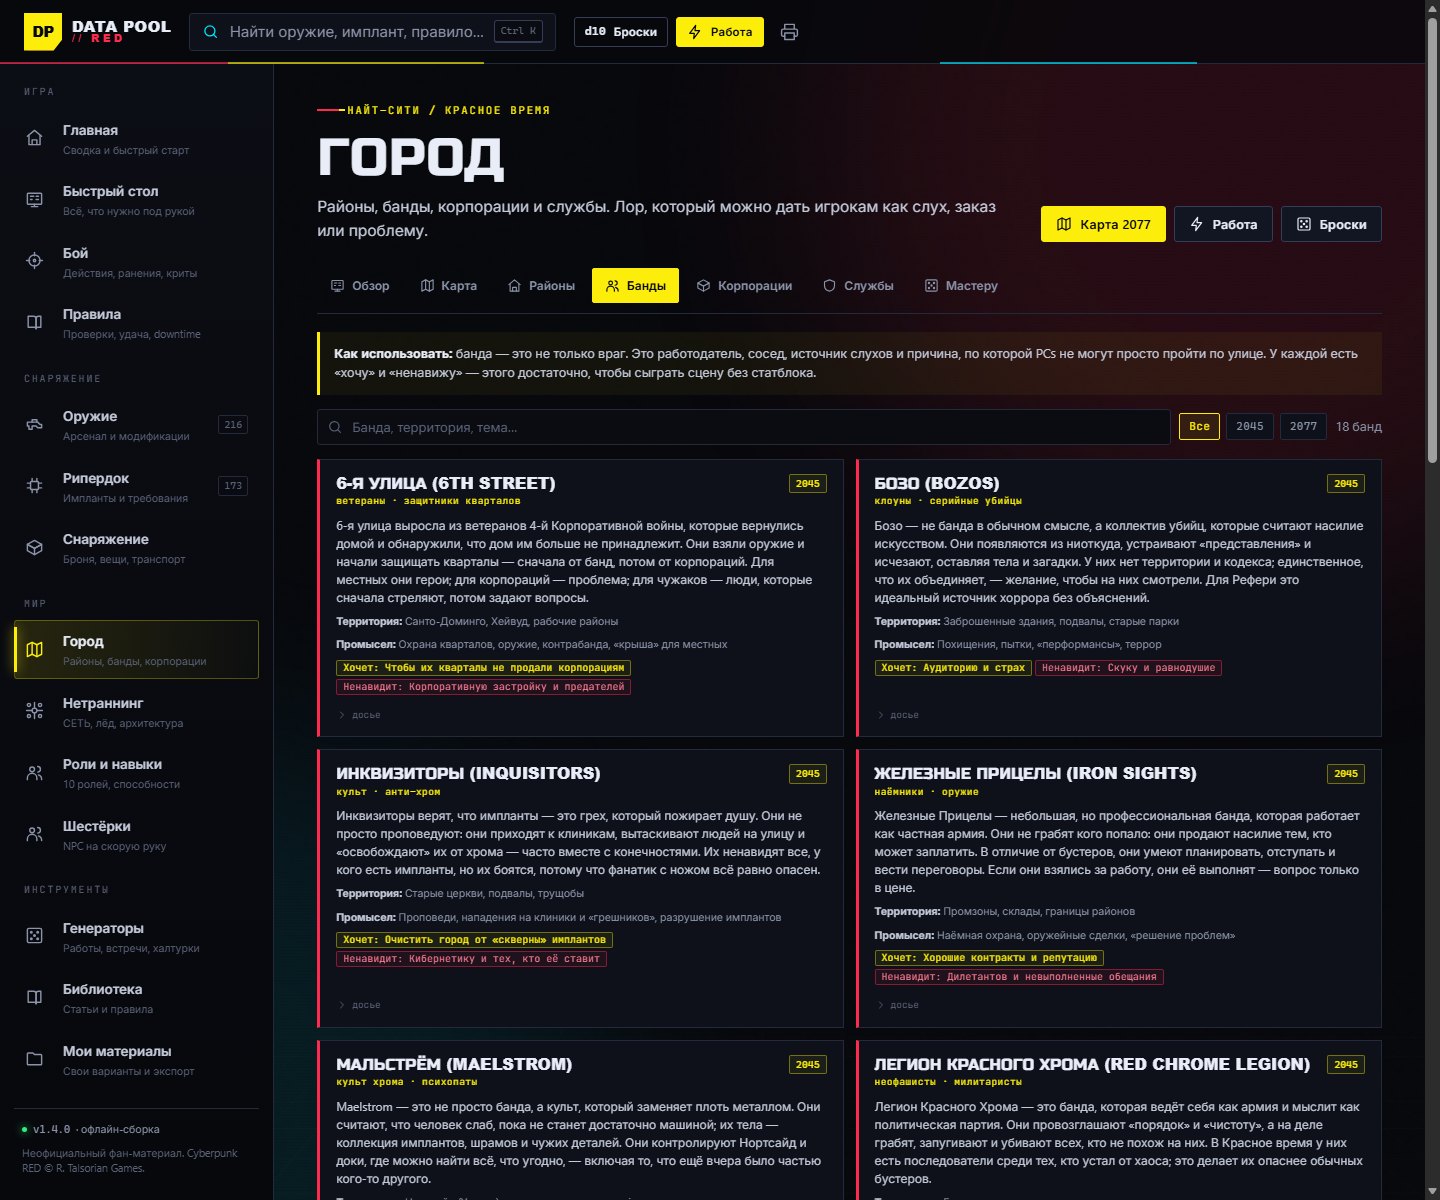 DP
DATA POOL
// RED
Найти оружие, имплант, правило...
Ctrl K
d10 Броски
Работа
ИГРА
Главная
Сводка и быстрый старт
Быстрый стол
Всё, что нужно под рукой
Бой
Действия, ранения, криты
Правила
Проверки, удача, downtime
СНАРЯЖЕНИЕ
Оружие
Арсенал и модификации
216
Рипердок
Импланты и требования
173
Снаряжение
Броня, вещи, транспорт
МИР
Город
Районы, банды, корпорации
Нетраннинг
СЕТЬ, лёд, архитектура
Роли и навыки
10 ролей, способности
Шестёрки
NPC на скорую руку
ИНСТРУМЕНТЫ
Генераторы
Работы, встречи, халтурки
Библиотека
Статьи и правила
Мои материалы
Свои варианты и экспорт
v1.4.0 · офлайн-сборка
Неофициальный фан-материал. Cyberpunk
RED © R. Talsorian Games.
НАЙТ-СИТИ / КРАСНОЕ ВРЕМЯ
ГОРОД
Районы, банды, корпорации и службы. Лор, который можно дать игрокам как слух, заказ
или проблему.
Карта 2077
Работа
Броски
Обзор
Карта
Районы
Банды
Корпорации
Службы
Мастеру
Как использовать: банда — это не только враг. Это работодатель, сосед, источник слухов и причина, по которой PCs не могут просто пройти по улице. У каждой есть
«хочу» и «ненавижу» — этого достаточно, чтобы сыграть сцену без статблока.
Банда, территория, тема...
Все
2045
2077
18 банд
6-Я УЛИЦА (6TH STREET)
2045
ветераны · защитники кварталов
6-я улица выросла из ветеранов 4-й Корпоративной войны, которые вернулись
домой и обнаружили, что дом им больше не принадлежит. Они взяли оружие и
начали защищать кварталы — сначала от банд, потом от корпораций. Для
местных они герои; для корпораций — проблема; для чужаков — люди, которые
сначала стреляют, потом задают вопросы.
Территория: Санто-Доминго, Хейвуд, рабочие районы
Промысел: Охрана кварталов, оружие, контрабанда, «крыша» для местных
Хочет: Чтобы их кварталы не продали корпорациям
Ненавидит: Корпоративную застройку и предателей
досье
БОЗО (BOZOS)
2045
клоуны · серийные убийцы
Бозо — не банда в обычном смысле, а коллектив убийц, которые считают насилие
искусством. Они появляются из ниоткуда, устраивают «представления» и
исчезают, оставляя тела и загадки. У них нет территории и кодекса; единственное,
что их объединяет, — желание, чтобы на них смотрели. Для Рефери это
идеальный источник хоррора без объяснений.
Территория: Заброшенные здания, подвалы, старые парки
Промысел: Похищения, пытки, «перформансы», террор
Хочет: Аудиторию и страх
Ненавидит: Скуку и равнодушие
досье
ИНКВИЗИТОРЫ (INQUISITORS)
2045
культ · анти-хром
Инквизиторы верят, что импланты — это грех, который пожирает душу. Они не
просто проповедуют: они приходят к клиникам, вытаскивают людей на улицу и
«освобождают» их от хрома — часто вместе с конечностями. Их ненавидят все, у
кого есть импланты, но их боятся, потому что фанатик с ножом всё равно опасен.
Территория: Старые церкви, подвалы, трущобы
Промысел: Проповеди, нападения на клиники и «грешников», разрушение имплантов
Хочет: Очистить город от «скверны» имплантов
Ненавидит: Кибернетику и тех, кто её ставит
досье
ЖЕЛЕЗНЫЕ ПРИЦЕЛЫ (IRON SIGHTS)
2045
наёмники · оружие
Железные Прицелы — небольшая, но профессиональная банда, которая работает
как частная армия. Они не грабят кого попало: они продают насилие тем, кто
может заплатить. В отличие от бустеров, они умеют планировать, отступать и
вести переговоры. Если они взялись за работу, они её выполнят — вопрос только
в цене.
Территория: Промзоны, склады, границы районов
Промысел: Наёмная охрана, оружейные сделки, «решение проблем»
Хочет: Хорошие контракты и репутацию
Ненавидит: Дилетантов и невыполненные обещания
досье
МАЛЬСТРЁМ (MAELSTROM)
2045
культ хрома · психопаты
Maelstrom — это не просто банда, а культ, который заменяет плоть металлом. Они
считают, что человек слаб, пока не станет достаточно машиной; их тела —
коллекция имплантов, шрамов и чужих деталей. Они контролируют Нортсайд и
доки, где можно найти всё, что угодно, — включая то, что ещё вчера было частью
кого-то другого.
ЛЕГИОН КРАСНОГО ХРОМА (RED CHROME LEGION)
2045
неофашисты · милитаристы
Легион Красного Хрома — это банда, которая ведёт себя как армия и мыслит как
политическая партия. Они провозглашают «порядок» и «чистоту», а на деле
грабят, запугивают и убивают всех, кто не похож на них. В Красное время у них
есть последователи среди тех, кто устал от хаоса; это делает их опаснее обычных
бустеров.